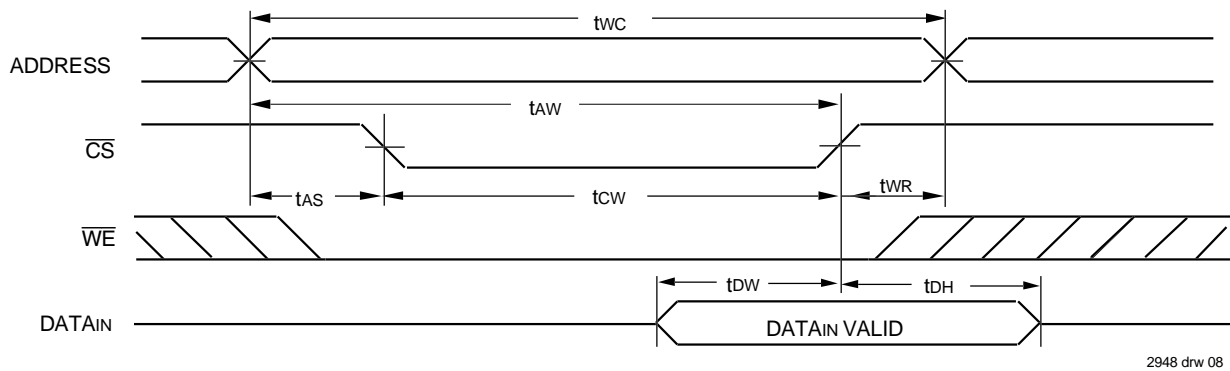 tWC
ADDRESS
tAW
CS
tAS
tCW
tWR
WE
tDW
tDH
DATAIN
DATAIN VALID
2948 drw 08